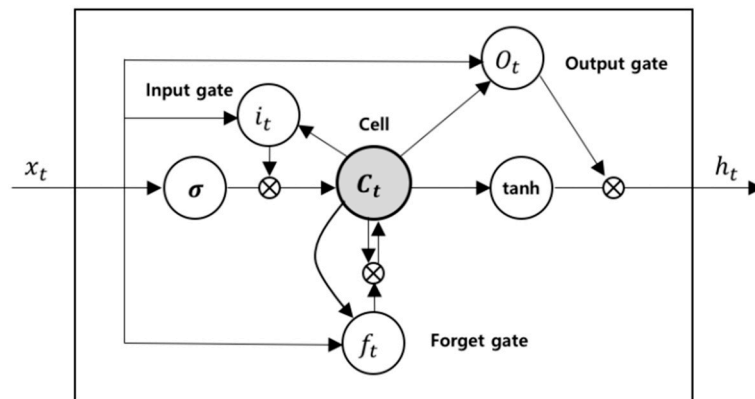 O_t
Output gate
Input gate
i_t
Cell
x_t
σ
C_t
tanh
h_t
f_t
Forget gate